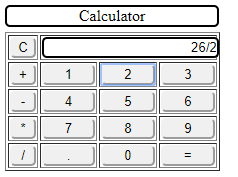 Calculator
C 26/2
+ 1 2 3
- 4 5 6
* 7 8 9
/ . 0 =